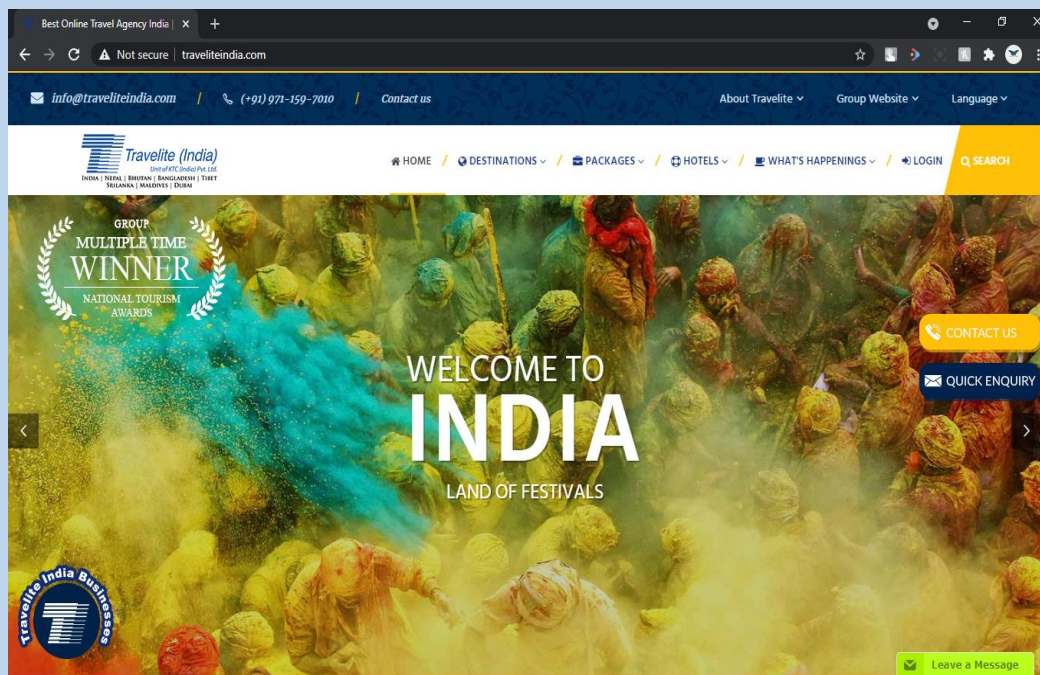 Best Online Travel Agency India |
Not secure | traveliteindia.com
info@traveliteindia.com / (+91) 971-159-7010 / Contact us
About Travelite Group Website Language
Travelite (India)
Unit of KTC (India) Pvt. Ltd.
INDIA | NEPAL | BHUTAN | BANGLADESH | TIBET
SRILANKA | MALDIVES | DUBAI
HOME / DESTINATIONS / PACKAGES / HOTELS / WHAT'S HAPPENINGS / LOGIN
SEARCH
GROUP
MULTIPLE TIME
WINNER
NATIONAL TOURISM
AWARDS
WELCOME TO
INDIA
LAND OF FESTIVALS
CONTACT US
QUICK ENQUIRY
Travelite India Businesses
Leave a Message